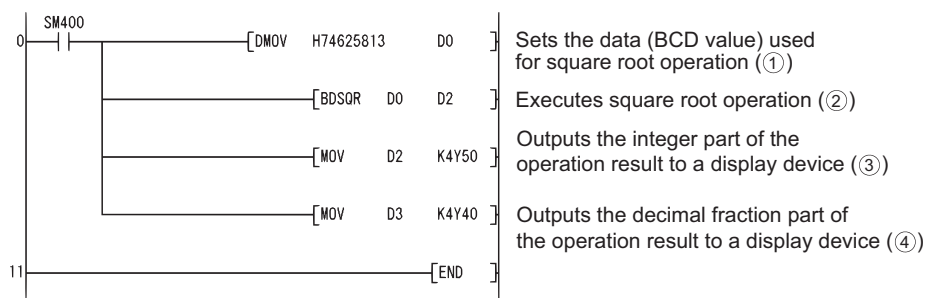 SM400
0 DMOV H74625813 D0 Sets the data (BCD value) used
for square root operation (①)
BDSQR D0 D2 Executes square root operation (②)
Outputs the integer part of the
MOV D2 K4Y50 operation result to a display device (③)
MOV D3 K4Y40 Outputs the decimal fraction part of
the operation result to a display device (④)
11 END